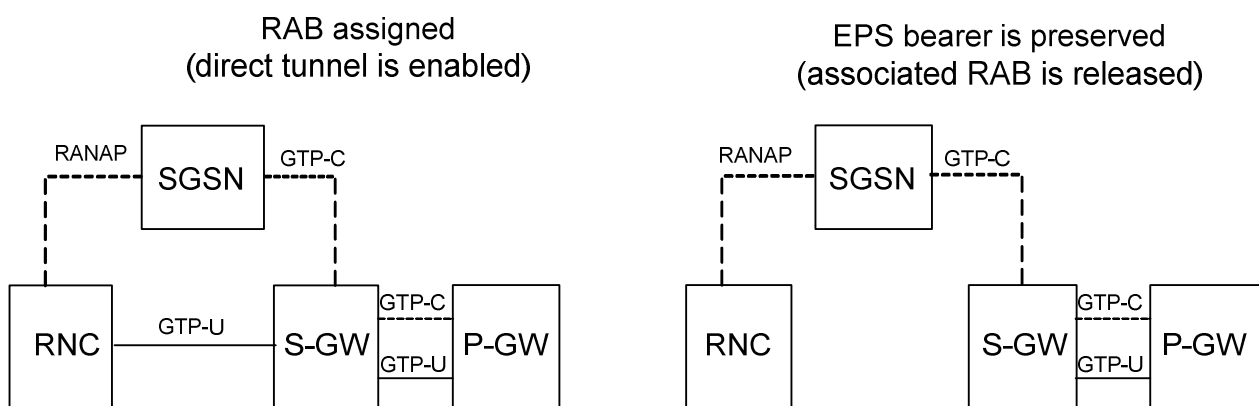 RAB assigned
(direct tunnel is enabled)
RANAP
SGSN
GTP-C
RNC
GTP-U
S-GW
GTP-C
GTP-U
P-GW
EPS bearer is preserved
(associated RAB is released)
RANAP
SGSN
GTP-C
RNC
S-GW
GTP-C
GTP-U
P-GW